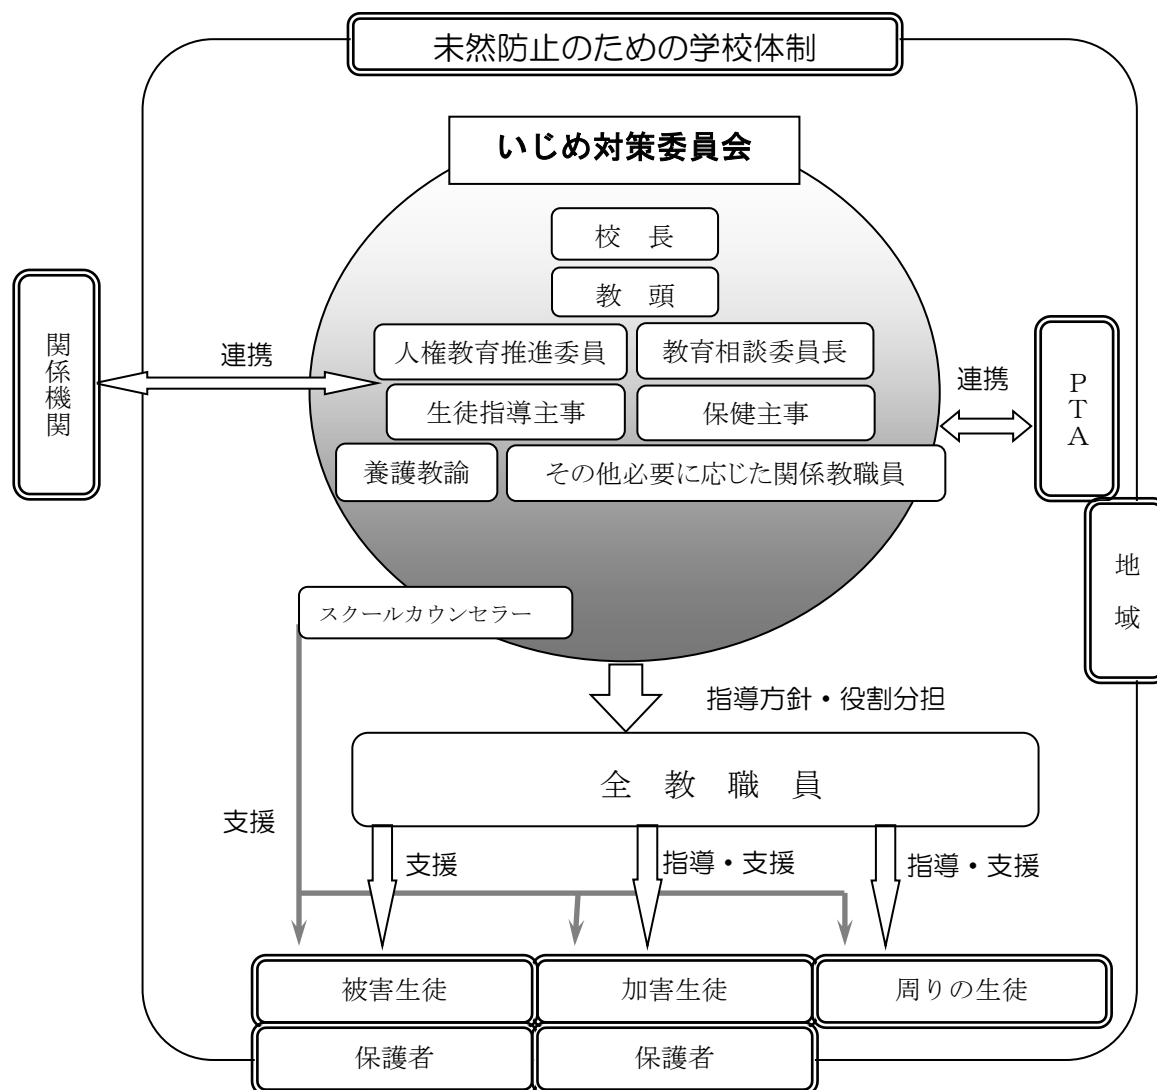 未然防止のための学校体制
いじめ対策委員会
校　長
教　頭
人権教育推進委員
教育相談委員長
生徒指導主事
保健主事
養護教諭
その他必要に応じた関係教職員
スクールカウンセラー
関係機関
連携
連携
PTA
地域
指導方針・役割分担
全　教　職　員
支援
支援
指導・支援
指導・支援
被害生徒
加害生徒
周りの生徒
保護者
保護者